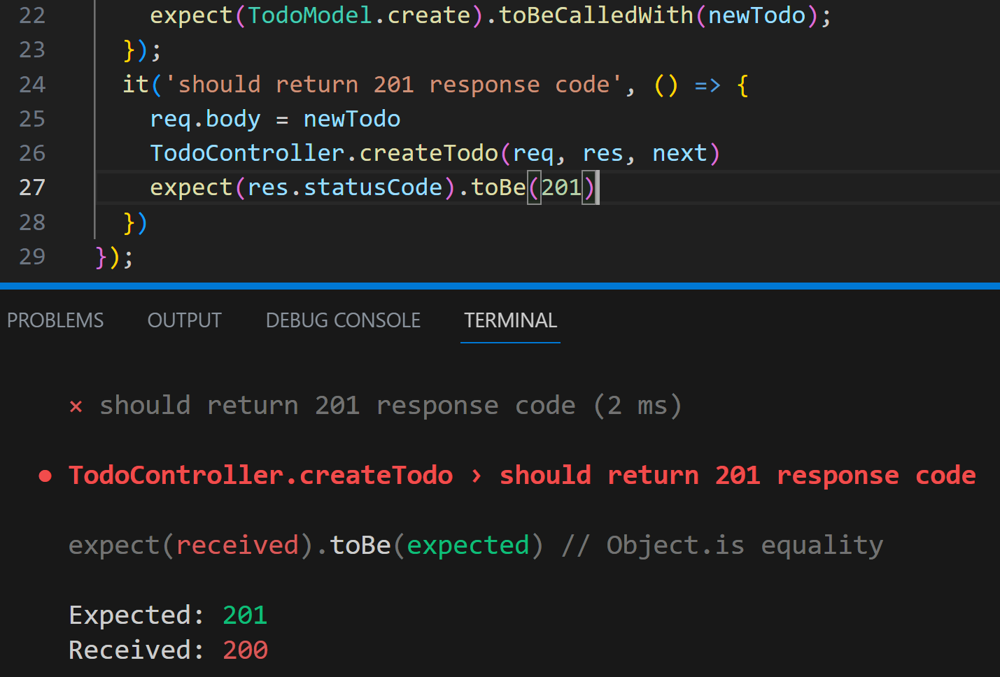 22 expect(TodoModel.create).toBeCalledWith(newTodo);
23 });
24 it('should return 201 response code', () => {
25 req.body = newTodo
26 TodoController.createTodo(req, res, next)
27 expect(res.statusCode).toBe(201)
28 })
29 });
PROBLEMS OUTPUT DEBUG CONSOLE TERMINAL
× should return 201 response code (2 ms)
● TodoController.createTodo › should return 201 response code
expect(received).toBe(expected) // Object.is equality
Expected: 201
Received: 200